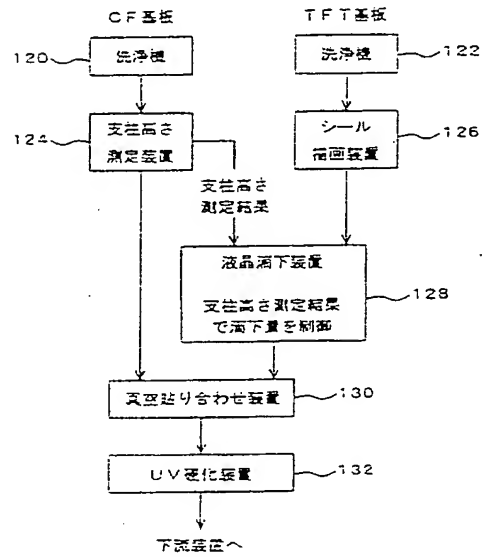 CF基板
TFT基板
120
洗浄機
洗浄機
122
124
支柱高さ
測定装置
シール
描画装置
126
支柱高さ
測定結果
液晶滴下装置
支柱高さ測定結果
で滴下量を制御
128
真空貼り合わせ装置
130
UV硬化装置
132
下流装置へ